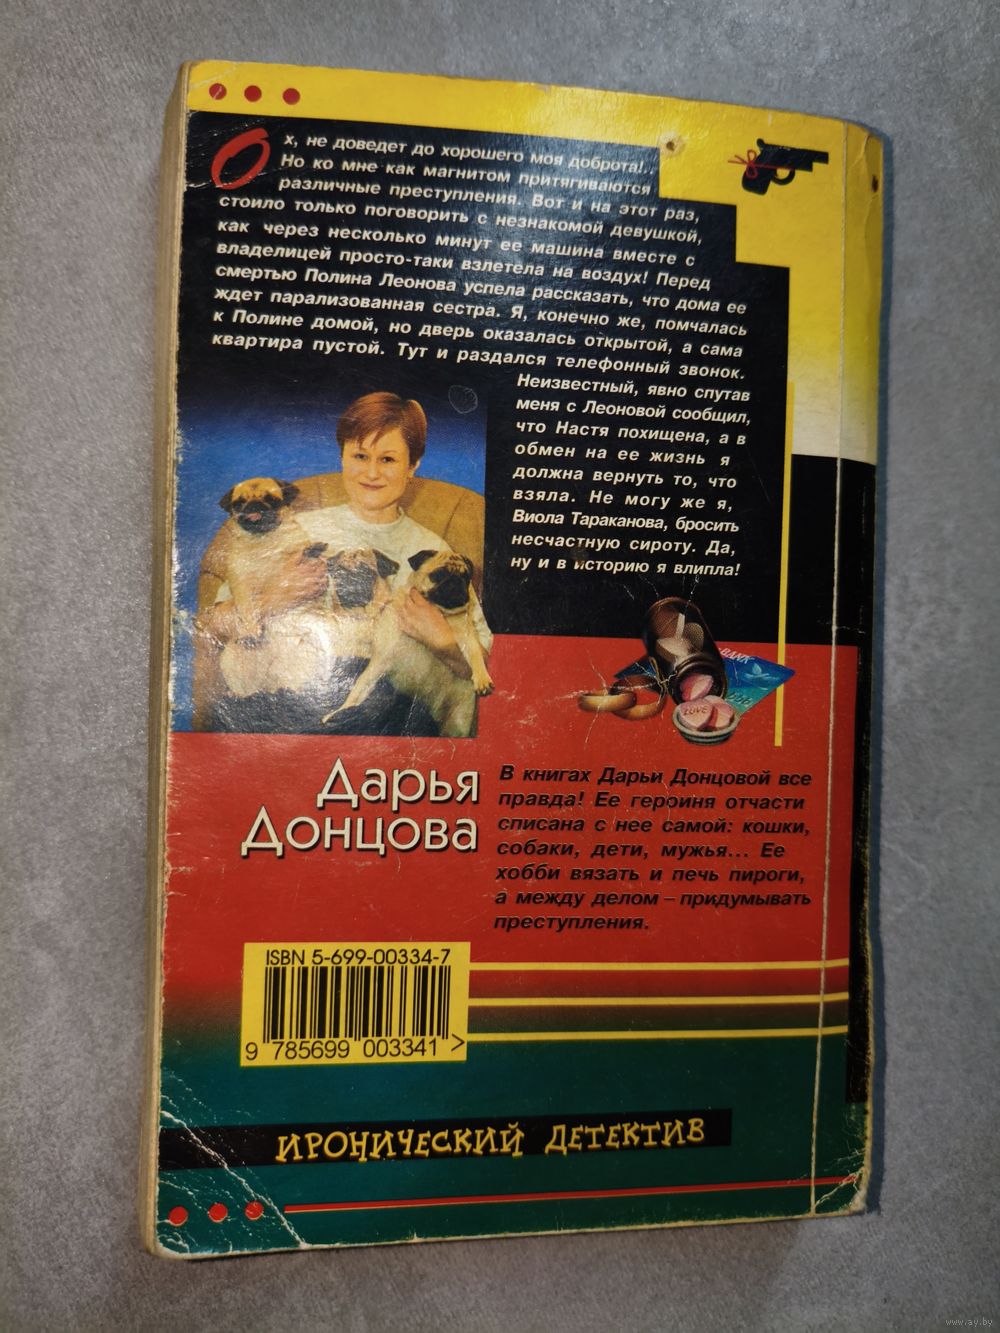 Ох, не доведет до хорошего моя доброта!
Но ко мне как магнитом притягиваются
различные преступления. Вот и на этот раз,
стоило только поговорить с незнакомой девушкой,
как через несколько минут ее машина вместе с
владелицей просто-таки взлетела на воздух! Перед
смертью Полина Леонова успела рассказать, что дома ее
ждет парализованная сестра. Я, конечно же, помчалась
к Полине домой, но дверь оказалась открытой, а сама
квартира пустой. Тут и раздался телефонный звонок.
Неизвестный, явно спутав
меня с Леоновой сообщил,
что Настя похищена, а в
обмен на ее жизнь я
должна вернуть то, что
взяла. Не могу же я,
Виола Тараканова, бросить
несчастную сироту. Да,
ну и в историю я влипла!
BANK
LOVE
Дарья
Донцова
В книгах Дарьи Донцовой все
правда! Ее героиня отчасти
списана с нее самой: кошки,
собаки, дети, мужья... Ее
хобби вязать и печь пироги,
а между делом – придумывать
преступления.
ISBN 5-699-00334-7
9 785699 003341 >
ИРОНИЧЕСКИЙ ДЕТЕКТИВ
www.ay.by